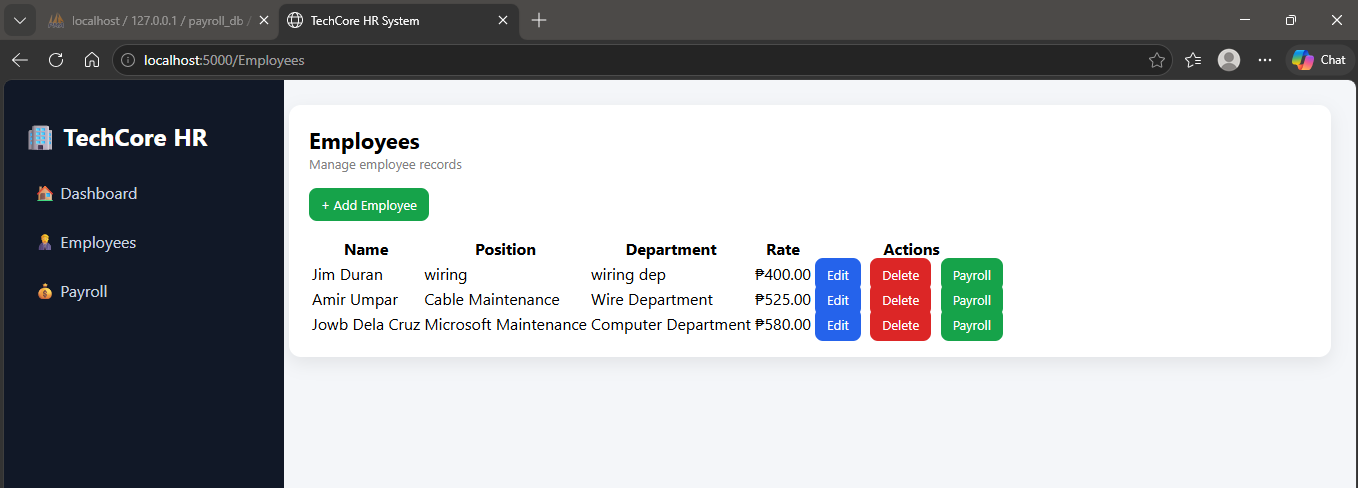 localhost / 127.0.0.1 / payroll_db /
TechCore HR System
localhost:5000/Employees
Chat
TechCore HR
Dashboard
Employees
Payroll
Employees
Manage employee records
+ Add Employee
Name Position Department Rate Actions
Jim Duran wiring wiring dep ₱400.00 Edit Delete Payroll
Amir Umpar Cable Maintenance Wire Department ₱525.00 Edit Delete Payroll
Jowb Dela Cruz Microsoft Maintenance Computer Department ₱580.00 Edit Delete Payroll